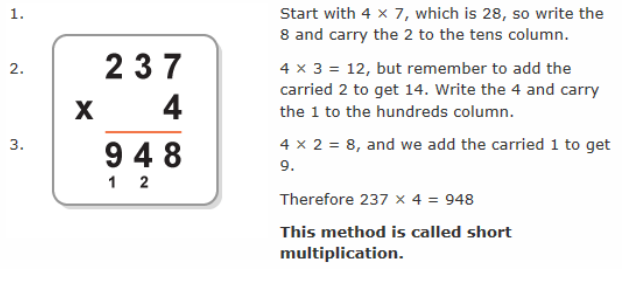 1.
Start with 4 × 7, which is 28, so write the
8 and carry the 2 to the tens column.
2.
4 × 3 = 12, but remember to add the
carried 2 to get 14. Write the 4 and carry
the 1 to the hundreds column.
3.
4 × 2 = 8, and we add the carried 1 to get
9.
2 3 7
x 4
9 4 8
1 2
Therefore 237 × 4 = 948
This method is called short
multiplication.